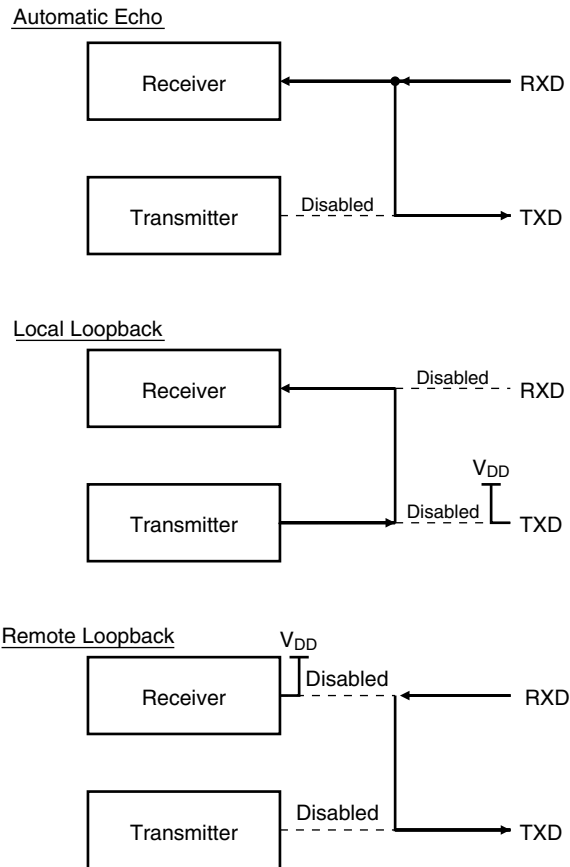 Automatic Echo
Receiver
RXD
Transmitter
Disabled
TXD
Local Loopback
Receiver
Disabled
RXD
VDD
Transmitter
Disabled
TXD
Remote Loopback
VDD
Receiver
Disabled
RXD
Transmitter
Disabled
TXD